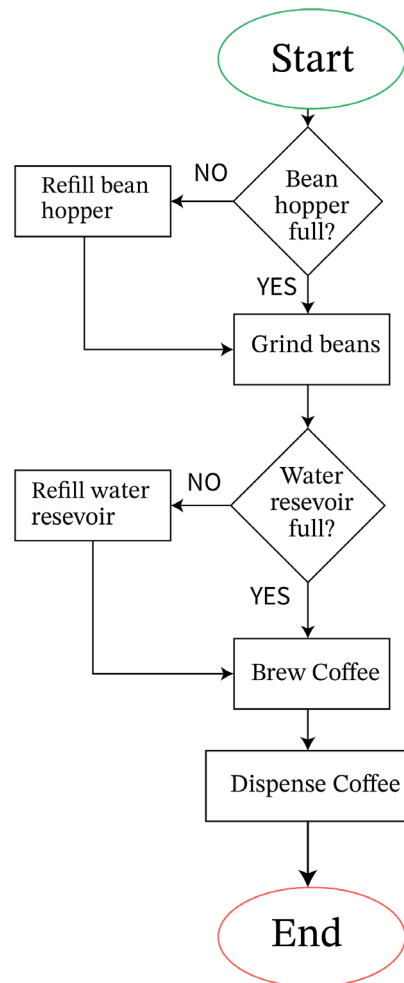 Start
NO
Refill bean
hopper
Bean
hopper
full?
YES
Grind beans
NO
Refill water
resevoir
Water
resevoir
full?
YES
Brew Coffee
Dispense Coffee
End